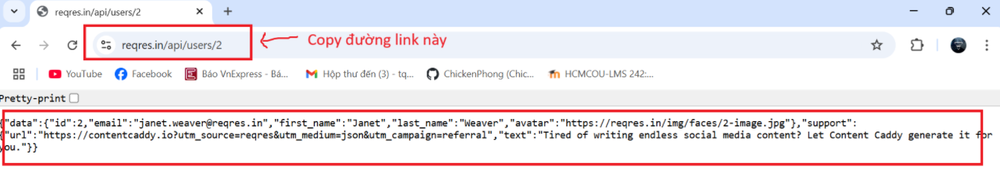 reqres.in/api/users/2
reqres.in/api/users/2
Copy đường link này
YouTube Facebook Báo VnExpress - Bá... Hộp thư đến (3) - tq... ChickenPhong (Chic... HCMCOU-LMS 242:...
Pretty-print
{"data":{"id":2,"email":"janet.weaver@reqres.in","first_name":"Janet","last_name":"Weaver","avatar":"https://reqres.in/img/faces/2-image.jpg"},"support":
{"url":"https://contentcaddy.io?utm_source=reqres&utm_medium=json&utm_campaign=referral","text":"Tired of writing endless social media content? Let Content Caddy generate it for
you."}}